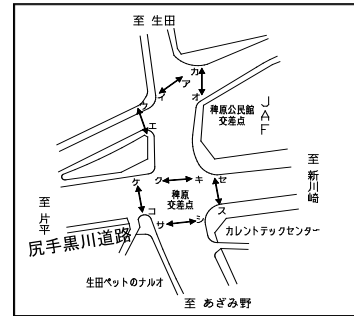 至 生田
カ
ア
イ
オ
ウ
エ
稗原公民館
交差点
JAF
至 新川崎
ケ
ク
キ
セ
稗原
交差点
コ
サ
シ
ス
至 片平
尻手黒川道路
カレントテックセンター
生田ペットのナルオ
至 あざみ野